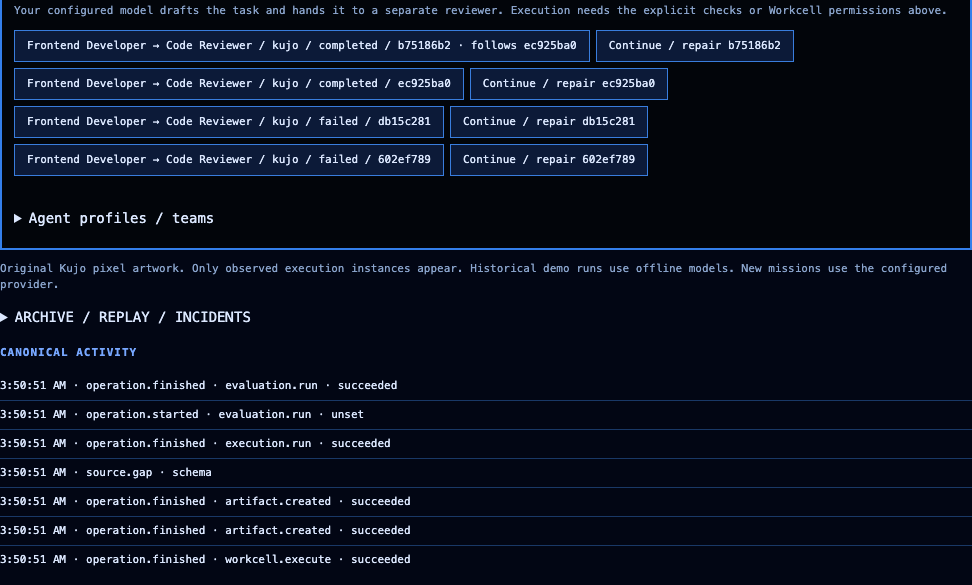 Your configured model drafts the task and hands it to a separate reviewer. Execution needs the explicit checks or Workcell permissions above.
Frontend Developer → Code Reviewer / kujo / completed / b75186b2 · follows ec925ba0 Continue / repair b75186b2
Frontend Developer → Code Reviewer / kujo / completed / ec925ba0 Continue / repair ec925ba0
Frontend Developer → Code Reviewer / kujo / failed / db15c281 Continue / repair db15c281
Frontend Developer → Code Reviewer / kujo / failed / 602ef789 Continue / repair 602ef789
▶ Agent profiles / teams
Original Kujo pixel artwork. Only observed execution instances appear. Historical demo runs use offline models. New missions use the configured
provider.
▶ ARCHIVE / REPLAY / INCIDENTS
CANONICAL ACTIVITY
3:50:51 AM · operation.finished · evaluation.run · succeeded
3:50:51 AM · operation.started · evaluation.run · unset
3:50:51 AM · operation.finished · execution.run · succeeded
3:50:51 AM · source.gap · schema
3:50:51 AM · operation.finished · artifact.created · succeeded
3:50:51 AM · operation.finished · artifact.created · succeeded
3:50:51 AM · operation.finished · workcell.execute · succeeded